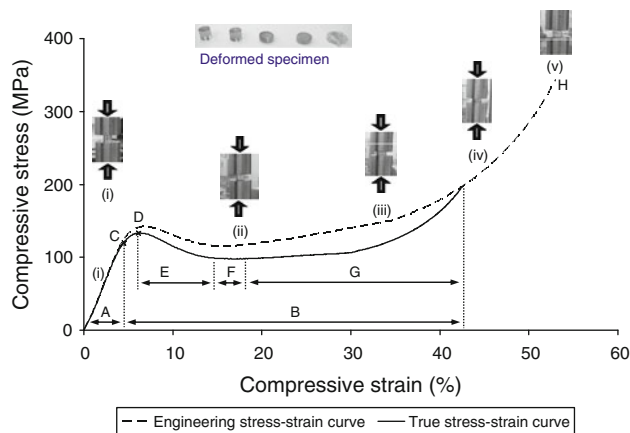 Compressive stress (MPa)
400
300
200
100
0
Deformed specimen
(i)
(ii)
(iii)
(iv)
(v)
H
D
C
(i)
E
F
G
A
B
0
10
20
30
40
50
60
Compressive strain (%)
Engineering stress-strain curve
True stress-strain curve